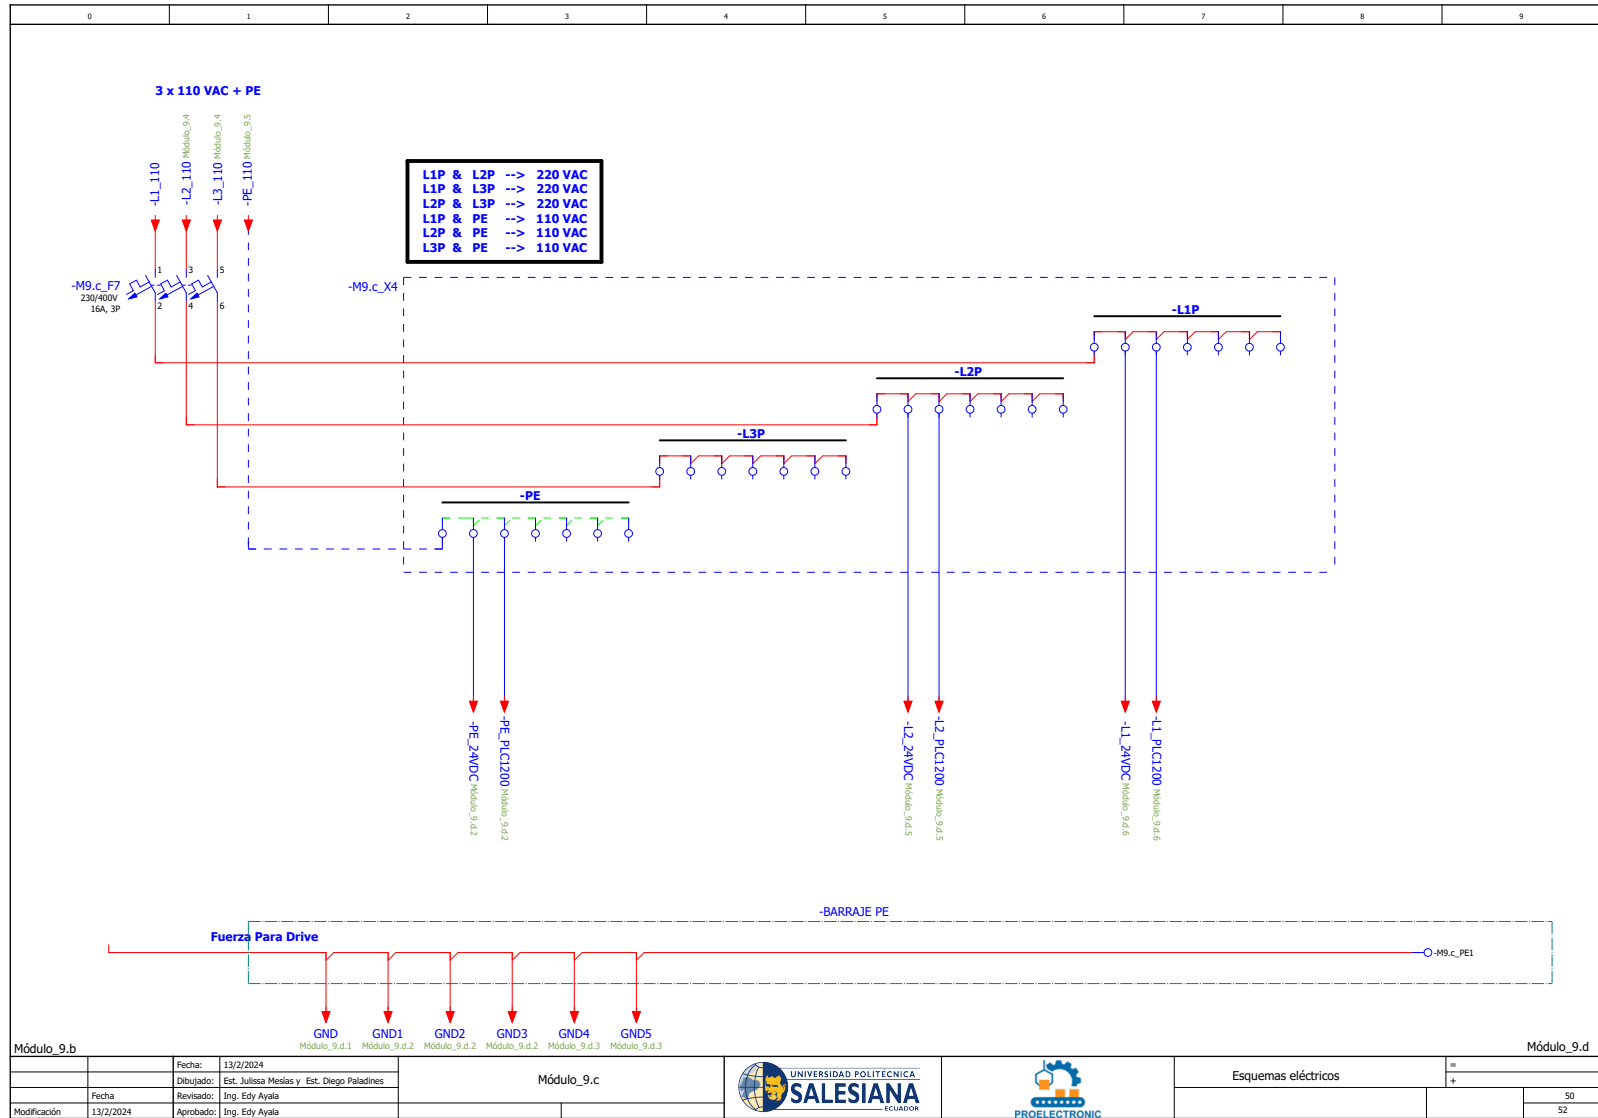 0 1 2 3 4 5 6 7 8 9
3 x 110 VAC + PE
-L1_110
-L2_110 Módulo_9.4
-L3_110 Módulo_9.4
-PE_110 Módulo_9.5
L1P & L2P --> 220 VAC
L1P & L3P --> 220 VAC
L2P & L3P --> 220 VAC
L1P & PE --> 110 VAC
L2P & PE --> 110 VAC
L3P & PE --> 110 VAC
-M9.c_F7
230/400V
16A, 3P
1 3 5
2 4 6
-M9.c_X4
-L1P
-L2P
-L3P
-PE
-PE_24VDC Módulo_9.d.2
-PE_PLC1200 Módulo_9.d.2
-L2_24VDC Módulo_9.d.5
-L2_PLC1200 Módulo_9.d.5
-L1_24VDC Módulo_9.d.6
-L1_PLC1200 Módulo_9.d.6
-BARRAJE PE
Fuerza Para Drive
-M9.c_PE1
GND GND1 GND2 GND3 GND4 GND5
Módulo_9.d.1 Módulo_9.d.2 Módulo_9.d.2 Módulo_9.d.2 Módulo_9.d.3 Módulo_9.d.3
Módulo_9.b
Módulo_9.d
Fecha: 13/2/2024
Dibujado: Est. Julissa Mesías y Est. Diego Paladines
Fecha Revisado: Ing. Edy Ayala
Modificación 13/2/2024 Aprobado: Ing. Edy Ayala
Módulo_9.c
UNIVERSIDAD POLITÉCNICA
SALESIANA
ECUADOR
PROELECTRONIC
Esquemas eléctricos
=
+
50
52